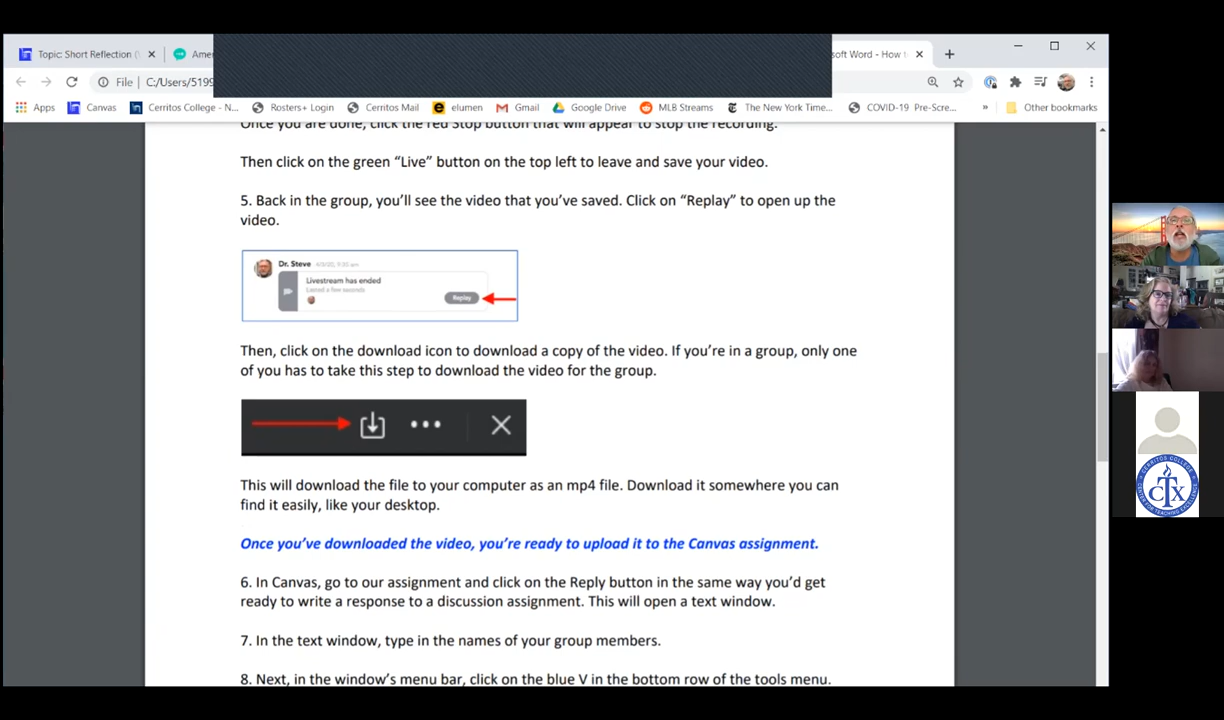 Topic: Short Reflection (
Ame
soft Word - How t
File
C:/Users/5199
Apps
Canvas
Cerritos College - N...
Rosters+ Login
Cerritos Mail
elumen
Gmail
Google Drive
MLB Streams
The New York Time...
COVID-19 Pre-Scre...
»
Other bookmarks
Once you are done, click the red Stop button that will appear to stop the recording.
Then click on the green “Live” button on the top left to leave and save your video.
5. Back in the group, you’ll see the video that you’ve saved. Click on “Replay” to open up the
video.
Dr. Steve
Livestream has ended
Lasted a few seconds
Replay
Then, click on the download icon to download a copy of the video. If you’re in a group, only one
of you has to take this step to download the video for the group.
This will download the file to your computer as an mp4 file. Download it somewhere you can
find it easily, like your desktop.
Once you’ve downloaded the video, you’re ready to upload it to the Canvas assignment.
6. In Canvas, go to our assignment and click on the Reply button in the same way you’d get
ready to write a response to a discussion assignment. This will open a text window.
7. In the text window, type in the names of your group members.
8. Next, in the window’s menu bar, click on the blue V in the bottom row of the tools menu.
CERRITOS COLLEGE
CENTER FOR TEACHING EXCELLENCE
CTX